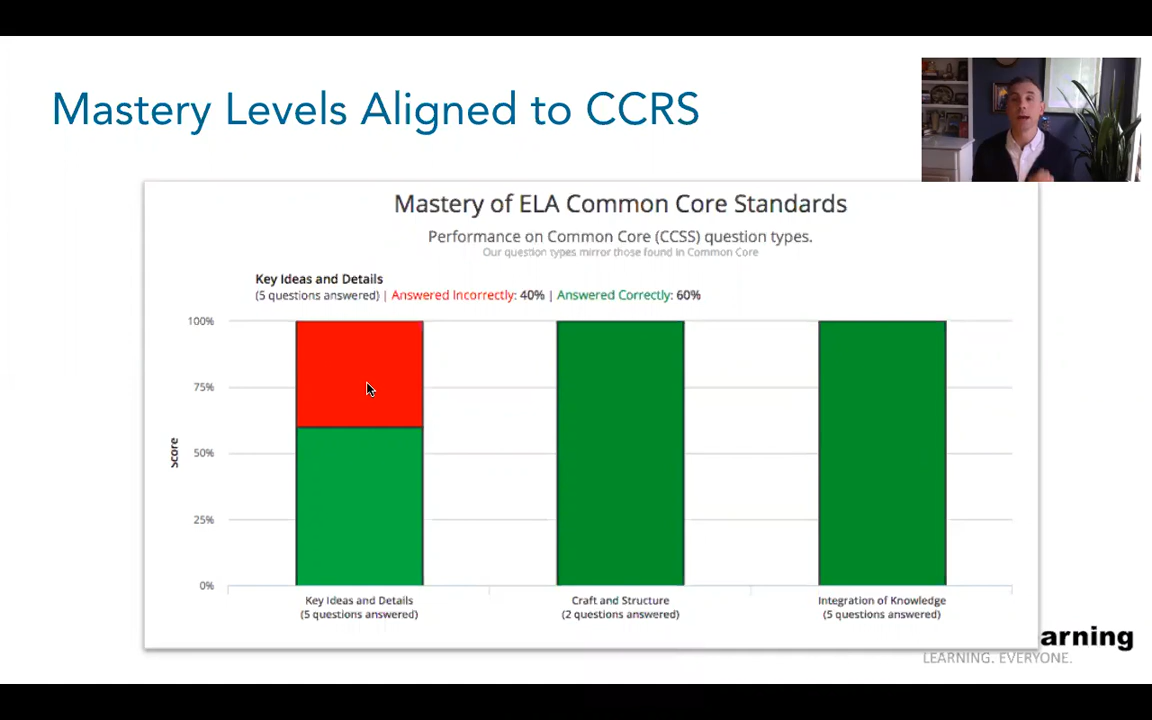 Mastery Levels Aligned to CCRS
Mastery of ELA Common Core Standards
Performance on Common Core (CCSS) question types.
Our question types mirror those found in Common Core
Key Ideas and Details
(5 questions answered) | Answered Incorrectly: 40% | Answered Correctly: 60%
100%
75%
50%
25%
0%
Score
Key Ideas and Details
(5 questions answered)
Craft and Structure
(2 questions answered)
Integration of Knowledge
(5 questions answered)
arning
LEARNING. EVERYONE.